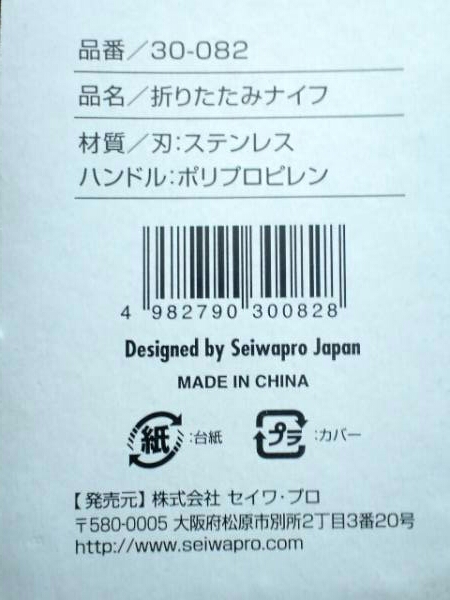 品番/30-082
品名/折りたたみナイフ
材質/刃:ステンレス
ハンドル:ポリプロピレン
4 982790 300828
Designed by Seiwapro Japan
MADE IN CHINA
紙 :台紙 プラ :カバー
【発売元】株式会社 セイワ・プロ
〒580-0005 大阪府松原市別所2丁目3番20号
http://www.seiwapro.com